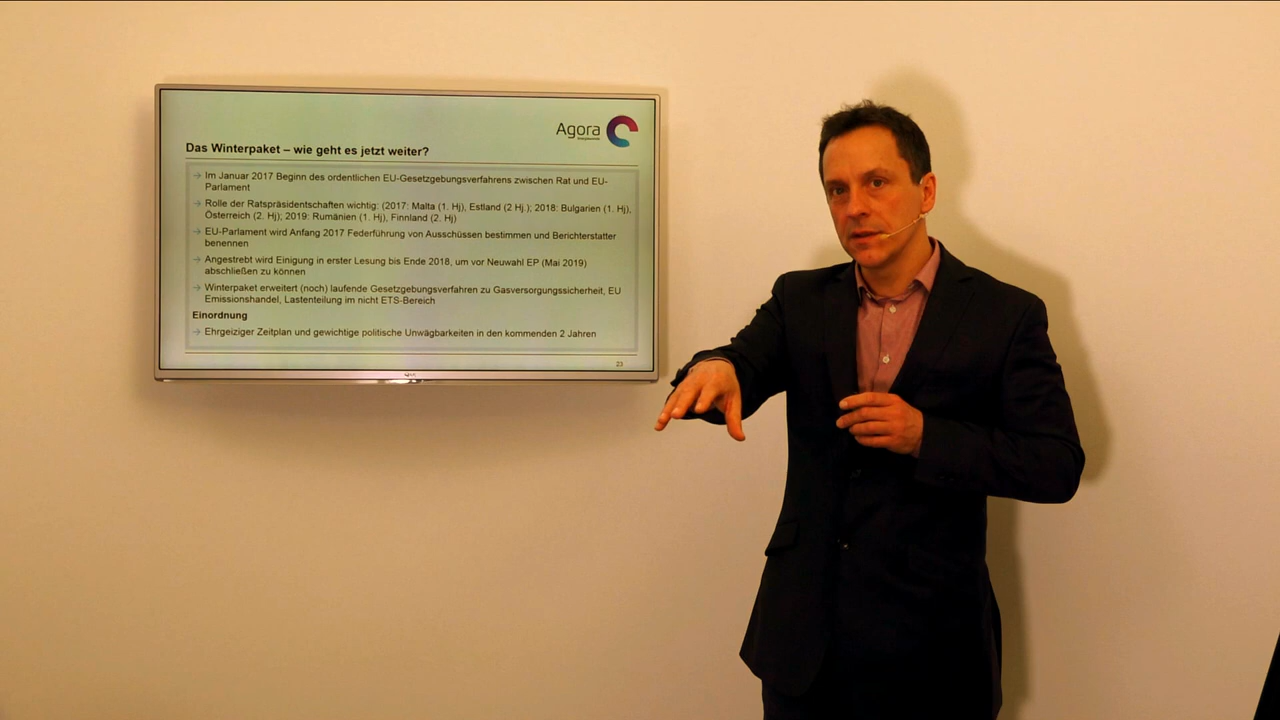 Agora
Energiewende
Das Winterpaket – wie geht es jetzt weiter?
→ Im Januar 2017 Beginn des ordentlichen EU-Gesetzgebungsverfahrens zwischen Rat und EU-
Parlament
→ Rolle der Ratspräsidentschaften wichtig: (2017: Malta (1. Hj), Estland (2 Hj.); 2018: Bulgarien (1. Hj),
Österreich (2. Hj); 2019: Rumänien (1. Hj), Finnland (2. Hj)
→ EU-Parlament wird Anfang 2017 Federführung von Ausschüssen bestimmen und Berichterstatter
benennen
→ Angestrebt wird Einigung in erster Lesung bis Ende 2018, um vor Neuwahl EP (Mai 2019)
abschließen zu können
→ Winterpaket erweitert (noch) laufende Gesetzgebungsverfahren zu Gasversorgungssicherheit, EU
Emissionshandel, Lastenteilung im nicht ETS-Bereich
Einordnung
→ Ehrgeiziger Zeitplan und gewichtige politische Unwägbarkeiten in den kommenden 2 Jahren
23